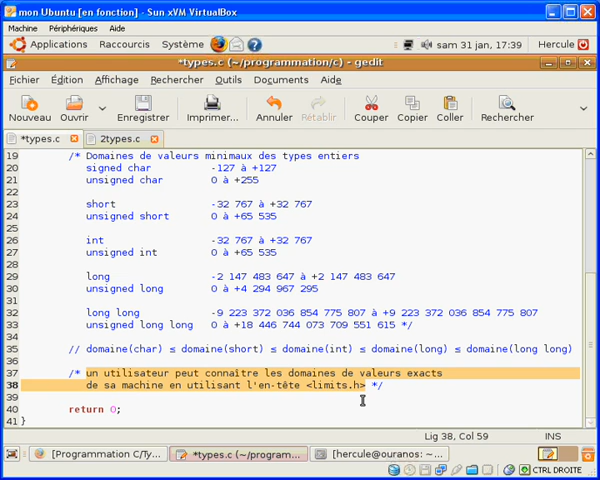 mon Ubuntu [en fonction] - Sun xVM VirtualBox
Machine Périphériques
Applications Raccourcis Système sam 31 jan, 17:39 Hercule
*types.c (~/programmation/c) - gedit
Fichier Édition Affichage Rechercher Outils Documents Aide
Nouveau Ouvrir Enregistrer Imprimer... Annuler Rétablir Couper Copier Coller Rechercher
*types.c 2types.c
19 /* Domaines de valeurs minimaux des types entiers
20 signed char -127 à +127
21 unsigned char 0 à +255
22
23 short -32 767 à +32 767
24 unsigned short 0 à +65 535
25
26 int -32 767 à +32 767
27 unsigned int 0 à +65 535
28
29 long -2 147 483 647 à +2 147 483 647
30 unsigned long 0 à +4 294 967 295
31
32 long long -9 223 372 036 854 775 807 à +9 223 372 036 854 775 807
33 unsigned long long 0 à +18 446 744 073 709 551 615 */
34
35 // domaine(char) ≤ domaine(short) ≤ domaine(int) ≤ domaine(long) ≤ domaine(long long)
36
37 /* un utilisateur peut connaître les domaines de valeurs exacts
38 de sa machine en utilisant l'en-tête <limits.h> */
39
40 return 0;
41 }
Lig 38, Col 59 INS
[Programmation C/Ty... *types.c (~/program... [hercule@ouranos: ~...
CTRL DROITE